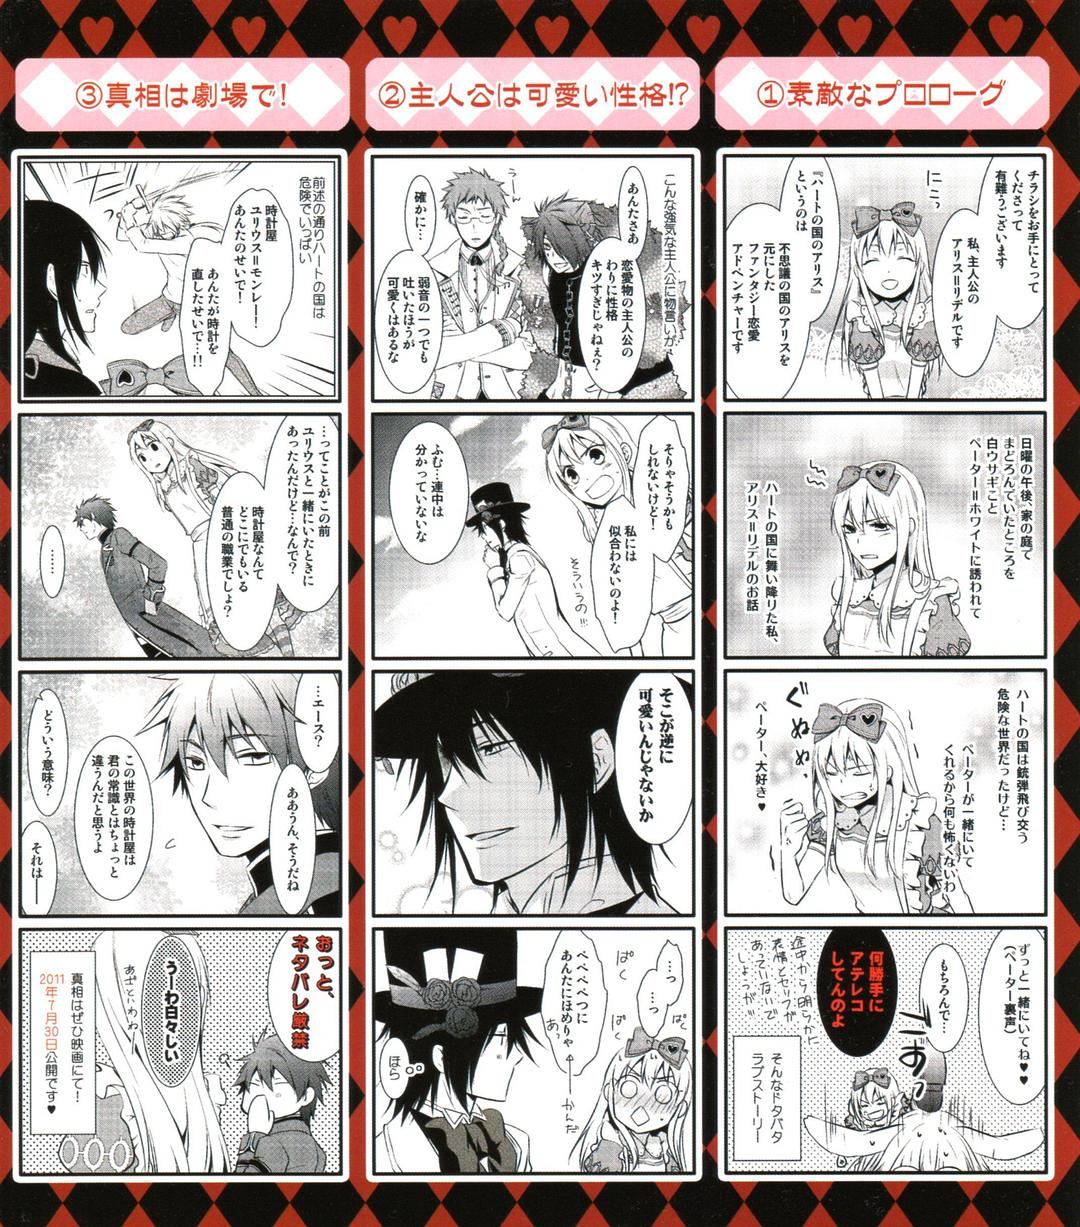 ①素敵なプロローグ
チラシをお手にとって
くださって
有難うございます
私、主人公の
アリス=リデルです
にこっ
『ハートの国のアリス』
というのは
不思議の国のアリスを
元にした
ファンタジー恋愛
アドベンチャーです
日曜の午後、家の庭で
まどろんでいたところを
白ウサギこと
ペーター=ホワイトに誘われて
ハートの国に舞い降りた私、
アリス=リデルのお話
ハートの国は銃弾飛び交う
危険な世界だったけど…
ペーターが一緒にいて
くれるから何も怖くないわ
ぐぬぬぬ
ペーター、大好き♥
ずっと一緒にいてね♥♥
(ペーター裏声)
もちろんで…
おっ
何勝手に
アテレコ
してんのよ
途中から明らかに
表情とセリフが
あっていないで
しょうが!!
そんなドタバタ
ラブストーリー
②主人公は可愛い性格!?
こんな強気な主人公に物言いが。
あんたさあ
恋愛物の主人公の
わりに性格
キツすぎじゃねぇ?
うーん
確かに…
弱音の一つでも
吐いたほうが
可愛くはあるな
そりゃそうかも
しれないけど!
私には
似合わないのよ!
そういうの!!!
ふむ…連中は
分かっていないな
そこが逆に
可愛いんじゃないか
…っ
…っ
ぱく
ぱく
ぱく
べべべべつに
あんたにほめりゃ
あっ
かんだ
ほら
③真相は劇場で!
前述の通りハートの国は
危険でいっぱい
時計屋
ユリウス=モンレー!
あんたのせいで!
あんたが時計を
直したせいで…!!
…ってことがこの前
ユリウスと一緒にいたときに
あったんだけど…なんで?
時計屋なんて
どこにでもいる
普通の職業でしょ?
……
…エース?
ああうん、そうだね
この世界の時計屋は
君の常識とはちょっと
違うんだと思うよ
どういう意味?
それは——
おっと、
ネタバレ厳禁
うーわ白々しい
あざといわー
真相はぜひ映画にて!
2011年7月30日公開です♥